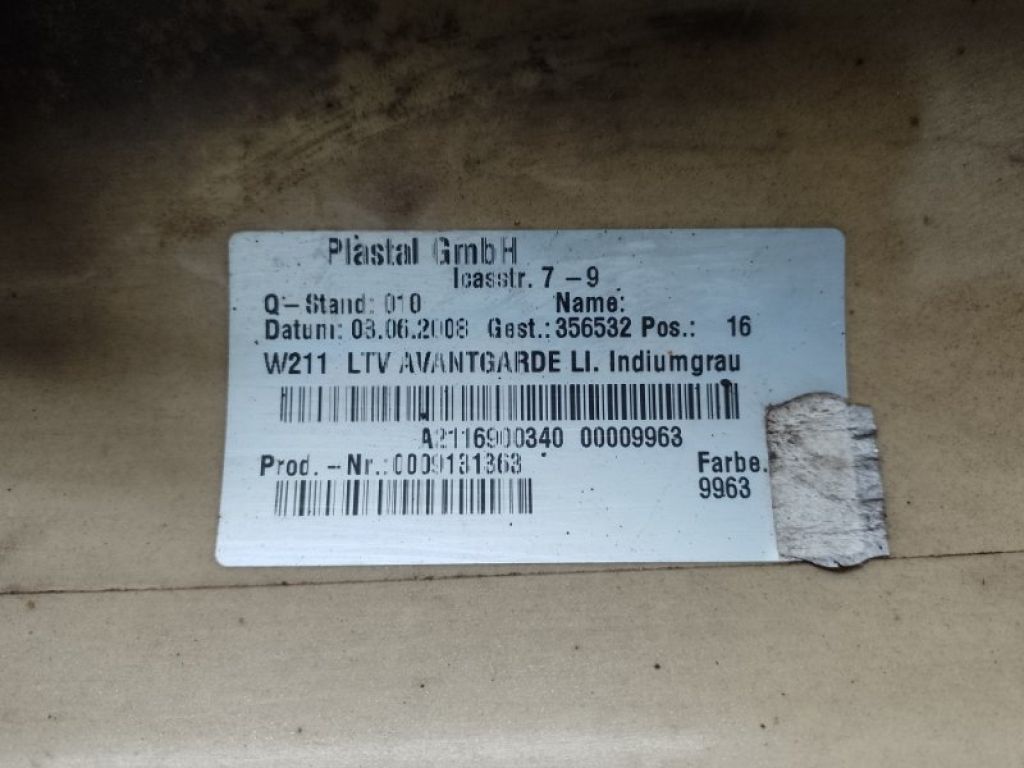 Plastal GmbH
Icasstr. 7 - 9
Q - Stand: 010 Name:
Datum: 03.06.2008 Gest.: 356532 Pos.: 16
W211 LTV AVANTGARDE LI. Indiumgrau
A2116900340 00009963
Prod. - Nr.: 0009131363 Farbe.
9963